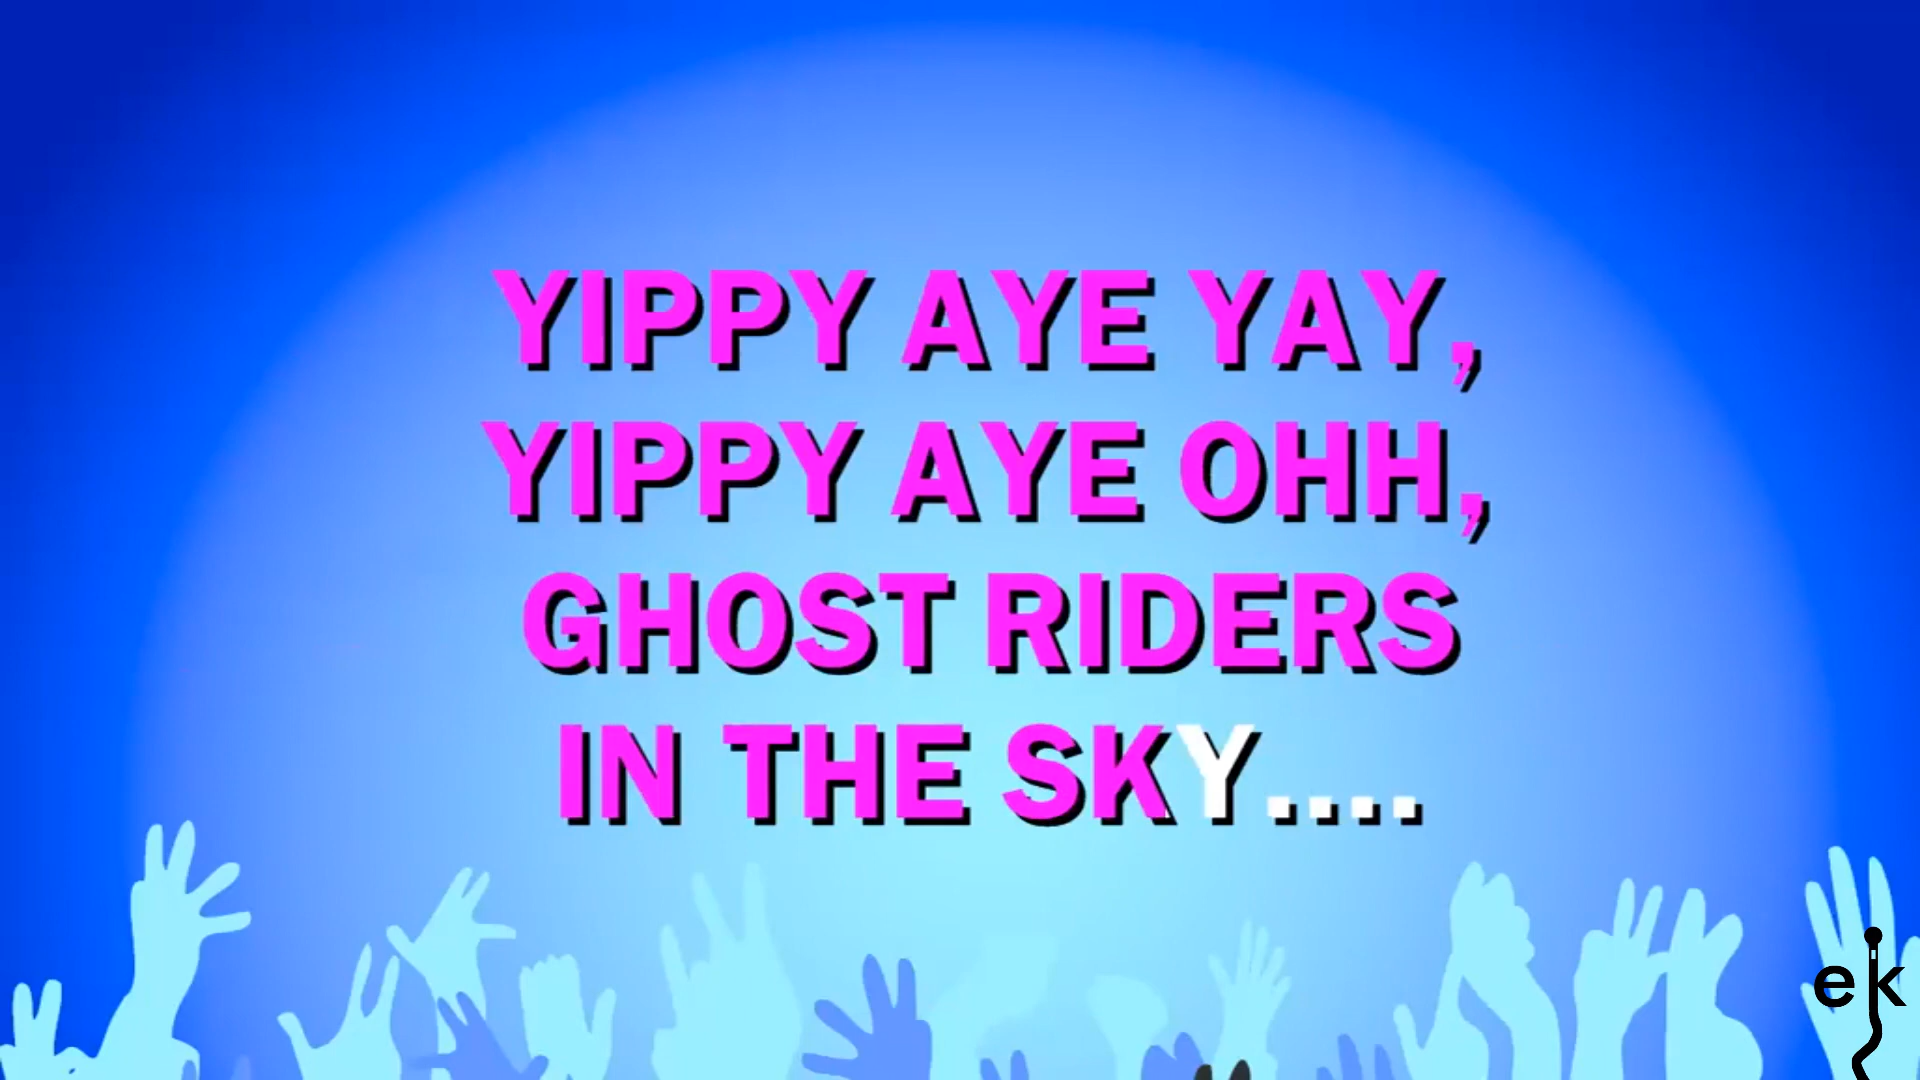 YIPPY AYE YAY,
YIPPY AYE OHH,
GHOST RIDERS
IN THE SKY....
ek